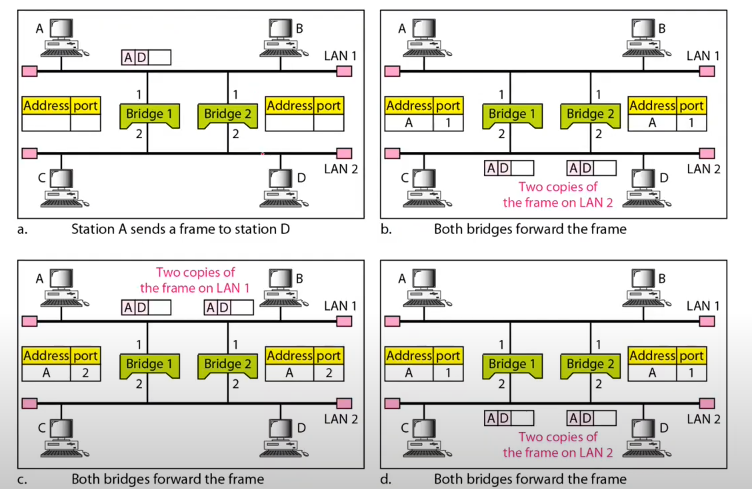 A
B
A D
LAN 1
1
1
Address port
Bridge 1
Bridge 2
Address port
2
2
C
D
LAN 2
a. Station A sends a frame to station D
A
B
LAN 1
1
1
Address port
Bridge 1
Bridge 2
Address port
A 1
A 1
2
2
C
A D
A D
D
LAN 2
Two copies of
the frame on LAN 2
b. Both bridges forward the frame
A
Two copies of
the frame on LAN 1
B
A D
A D
LAN 1
1
1
Address port
Bridge 1
Bridge 2
Address port
A 2
A 2
2
2
C
D
LAN 2
c. Both bridges forward the frame
A
B
LAN 1
1
1
Address port
Bridge 1
Bridge 2
Address port
A 1
A 1
2
2
C
A D
A D
D
LAN 2
Two copies of
the frame on LAN 2
d. Both bridges forward the frame